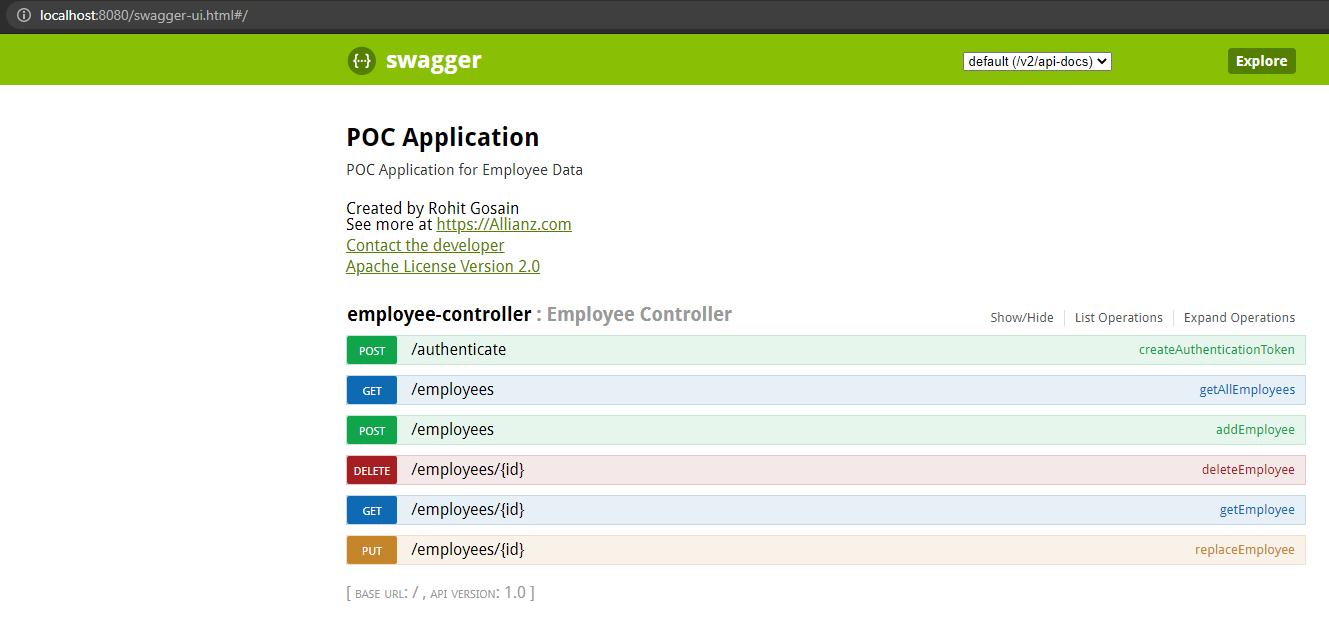 localhost:8080/swagger-ui.html#/
{··} swagger default (/v2/api-docs) Explore
POC Application
POC Application for Employee Data
Created by Rohit Gosain
See more at https://Allianz.com
Contact the developer
Apache License Version 2.0
employee-controller : Employee Controller Show/Hide List Operations Expand Operations
POST /authenticate createAuthenticationToken
GET /employees getAllEmployees
POST /employees addEmployee
DELETE /employees/{id} deleteEmployee
GET /employees/{id} getEmployee
PUT /employees/{id} replaceEmployee
[ BASE URL: / , API VERSION: 1.0 ]